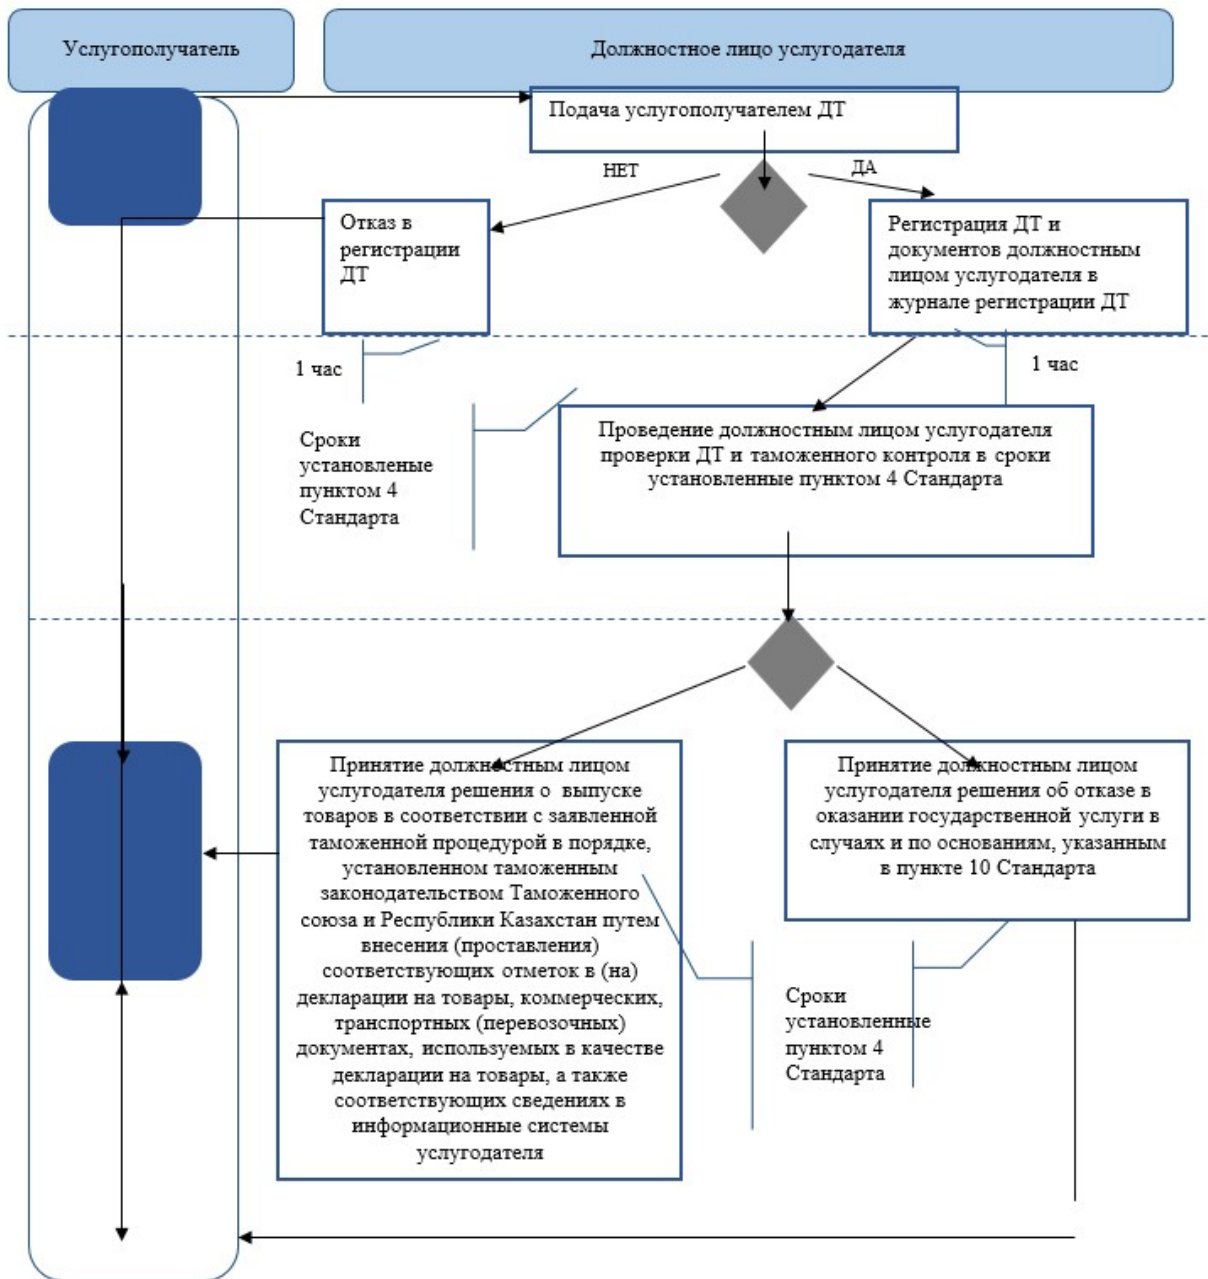 Услугополучатель
Должностное лицо услугодателя
Подача услугополучателем ДТ
НЕТ
ДА
Отказ в
регистрации
ДТ
Регистрация ДТ и
документов должностным
лицом услугодателя в
журнале регистрации ДТ
1 час
1 час
Сроки
установленые
пунктом 4
Стандарта
Проведение должностным лицом услугодателя
проверки ДТ и таможенного контроля в сроки
установленные пунктом 4 Стандарта
Принятие должностным лицом
услугодателя решения о выпуске
товаров в соответствии с заявленной
таможенной процедурой в порядке,
установленном таможенным
законодательством Таможенного
союза и Республики Казахстан путем
внесения (проставления)
соответствующих отметок в (на)
декларации на товары, коммерческих,
транспортных (перевозочных)
документах, используемых в качестве
декларации на товары, а также
соответствующих сведениях в
информационные системы
услугодателя
Принятие должностным лицом
услугодателя решения об отказе в
оказании государственной услуги в
случаях и по основаниям, указанным
в пункте 10 Стандарта
Сроки
установленные
пунктом 4
Стандарта